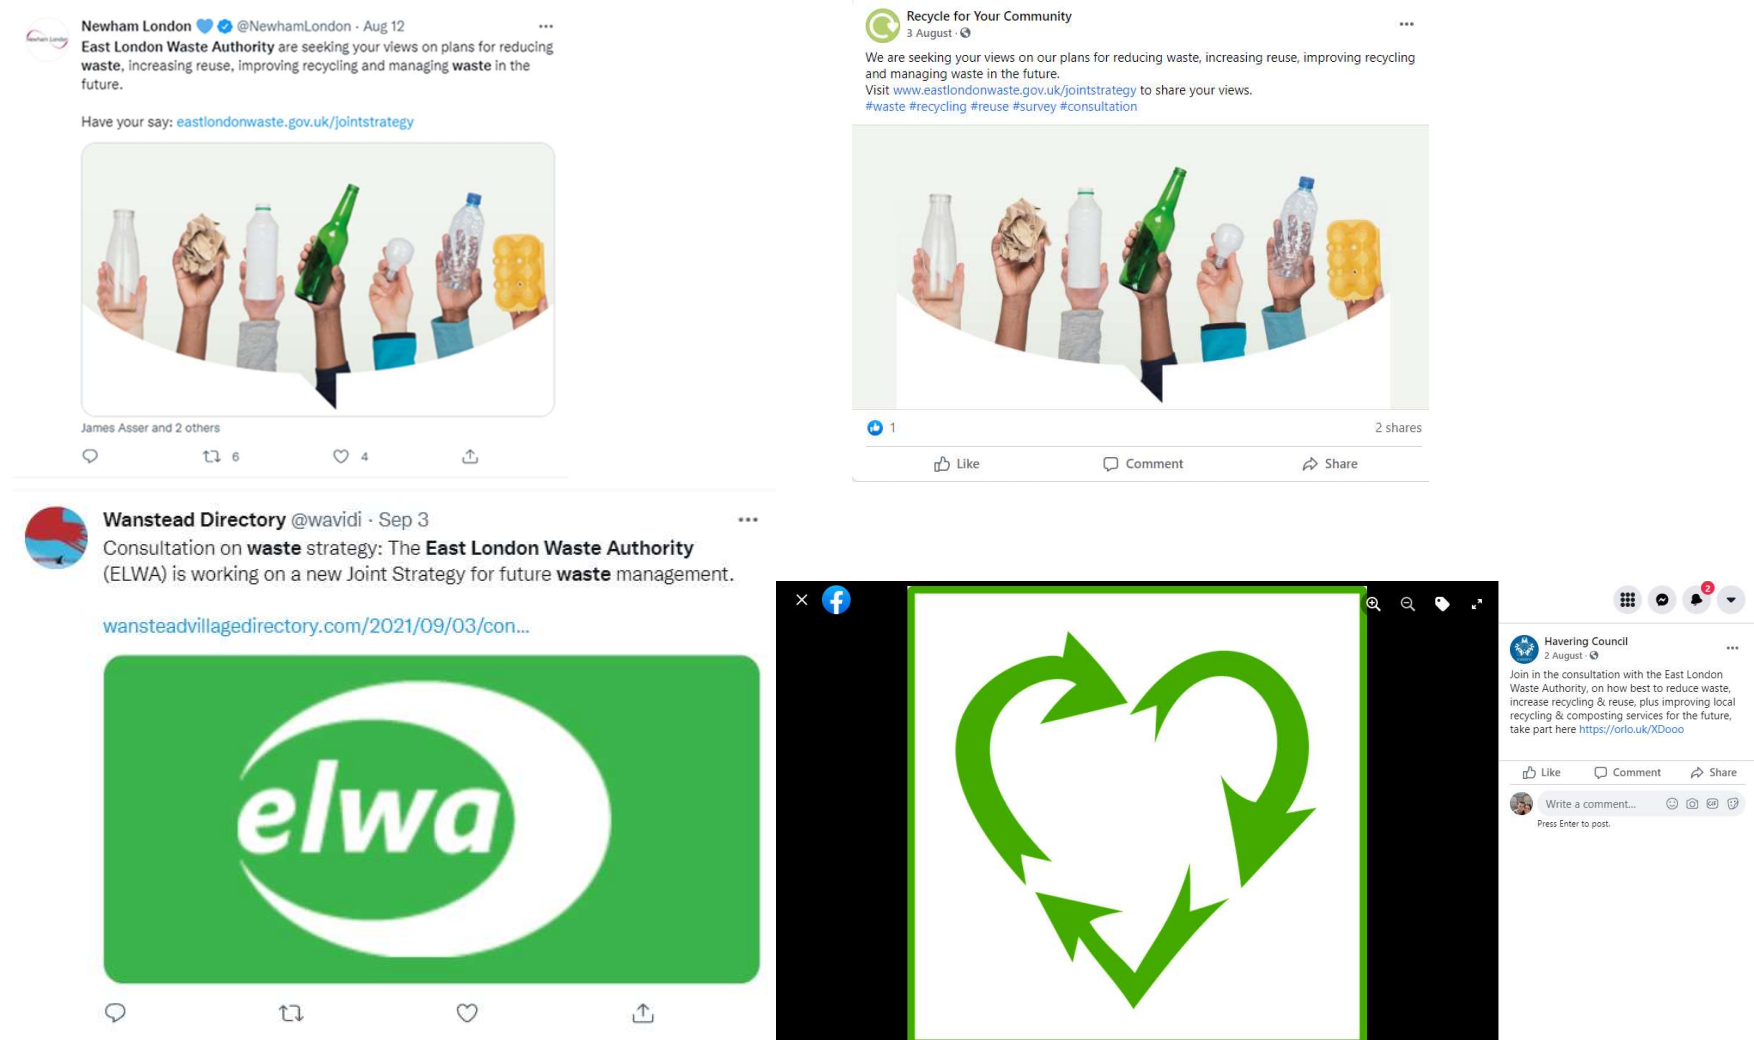 Newham London @NewhamLondon · Aug 12
East London Waste Authority are seeking your views on plans for reducing
waste, increasing reuse, improving recycling and managing waste in the
future.
Have your say: eastlondonwaste.gov.uk/jointstrategy
James Asser and 2 others
6 4
Recycle for Your Community
3 August ·
We are seeking your views on our plans for reducing waste, increasing reuse, improving recycling
and managing waste in the future.
Visit www.eastlondonwaste.gov.uk/jointstrategy to share your views.
#waste #recycling #reuse #survey #consultation
1 2 shares
Like Comment Share
Wanstead Directory @wavidi · Sep 3
Consultation on waste strategy: The East London Waste Authority
(ELWA) is working on a new Joint Strategy for future waste management.
wansteadvillagedirectory.com/2021/09/03/con...
elwa
2
Havering Council
2 August ·
Join in the consultation with the East London
Waste Authority, on how best to reduce waste,
increase recycling & reuse, plus improving local
recycling & composting services for the future,
take part here https://orlo.uk/XDooo
Like Comment Share
Write a comment...
Press Enter to post.